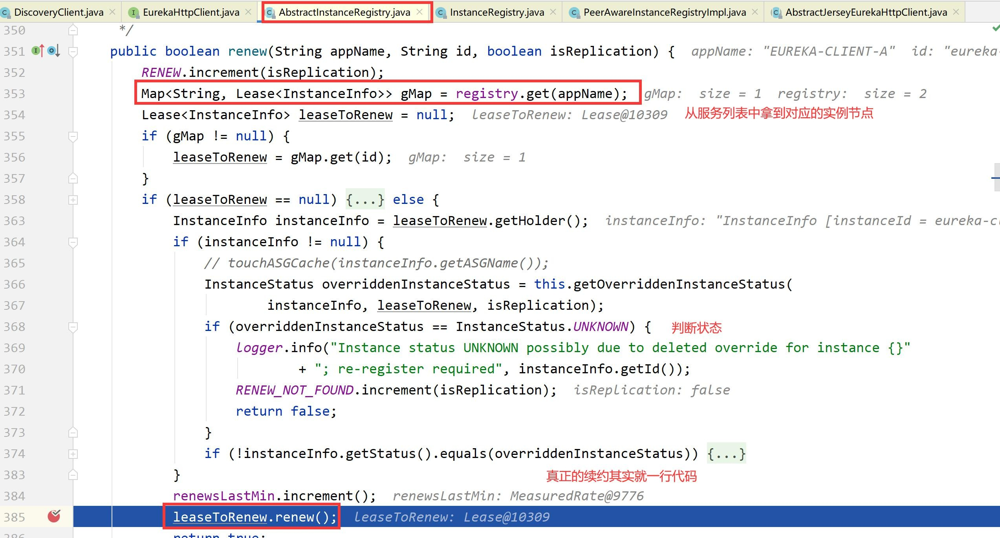 DiscoveryClient.java EurekaHttpClient.java AbstractInstanceRegistry.java InstanceRegistry.java PeerAwareInstanceRegistryImpl.java AbstractJerseyEurekaHttpClient.java
350 */
351 public boolean renew(String appName, String id, boolean isReplication) { appName: "EUREKA-CLIENT-A" id: "eureka-
352 RENEW.increment(isReplication);
353 Map<String, Lease<InstanceInfo>> gMap = registry.get(appName); gMap: size = 1 registry: size = 2
354 Lease<InstanceInfo> leaseToRenew = null; leaseToRenew: Lease@10309 从服务列表中拿到对应的实例节点
355 if (gMap != null) {
356 leaseToRenew = gMap.get(id); gMap: size = 1
357 }
358 if (leaseToRenew == null) {...} else {
363 InstanceInfo instanceInfo = leaseToRenew.getHolder(); instanceInfo: "InstanceInfo [instanceId = eureka-cl
364 if (instanceInfo != null) {
365 // touchASGCache(instanceInfo.getASGName());
366 InstanceStatus overriddenInstanceStatus = this.getOverriddenInstanceStatus(
367 instanceInfo, leaseToRenew, isReplication);
368 if (overriddenInstanceStatus == InstanceStatus.UNKNOWN) { 判断状态
369 logger.info("Instance status UNKNOWN possibly due to deleted override for instance {}"
370 + "; re-register required", instanceInfo.getId());
371 RENEW_NOT_FOUND.increment(isReplication); isReplication: false
372 return false;
373 }
374 if (!instanceInfo.getStatus().equals(overriddenInstanceStatus)) {...}
383 } 真正的续约其实就一行代码
384 renewsLastMin.increment(); renewsLastMin: MeasuredRate@9776
385 leaseToRenew.renew(); leaseToRenew: Lease@10309
386 return true;